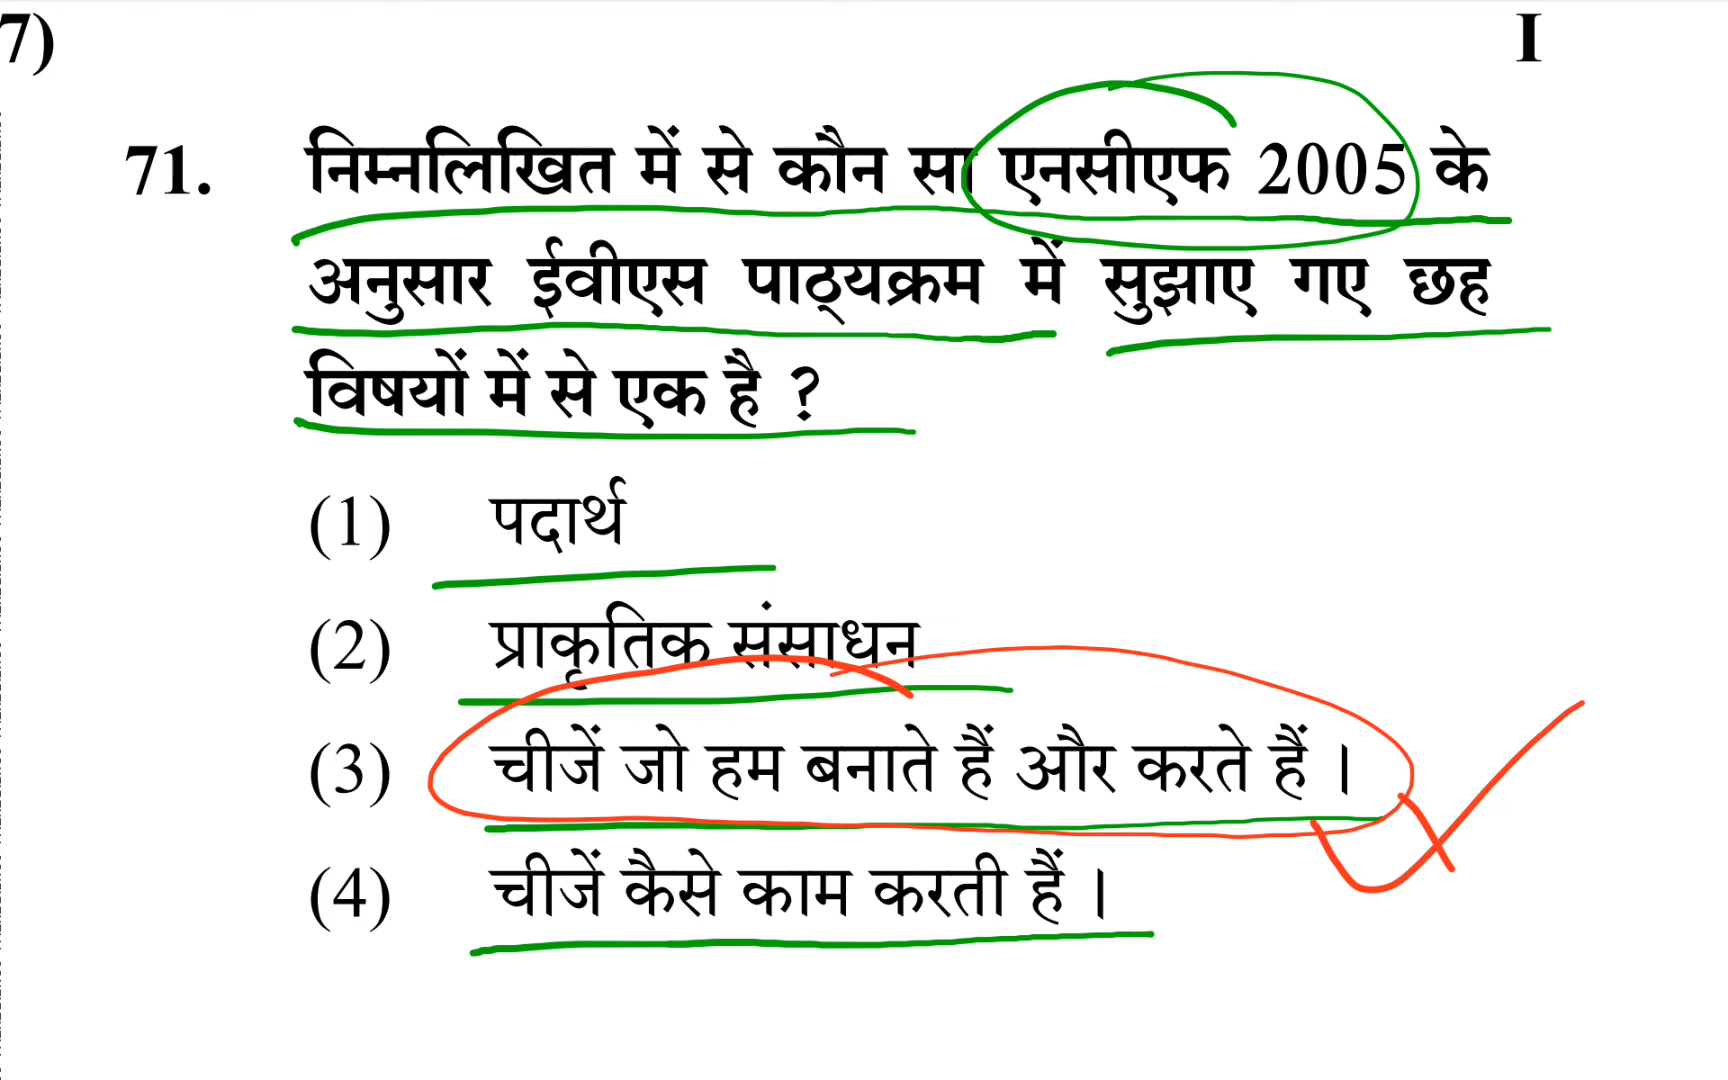 7)
I
71. निम्नलिखित में से कौन सा एनसीएफ 2005 के
अनुसार ईवीएस पाठ्यक्रम में सुझाए गए छह
विषयों में से एक है ?
(1) पदार्थ
(2) प्राकृतिक संसाधन
(3) चीजें जो हम बनाते हैं और करते हैं ।
(4) चीजें कैसे काम करती हैं ।